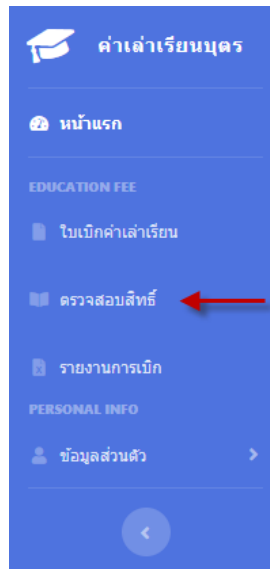 ค่าเล่าเรียนบุตร
หน้าแรก
EDUCATION FEE
ใบเบิกค่าเล่าเรียน
ตรวจสอบสิทธิ์
รายงานการเบิก
PERSONAL INFO
ข้อมูลส่วนตัว